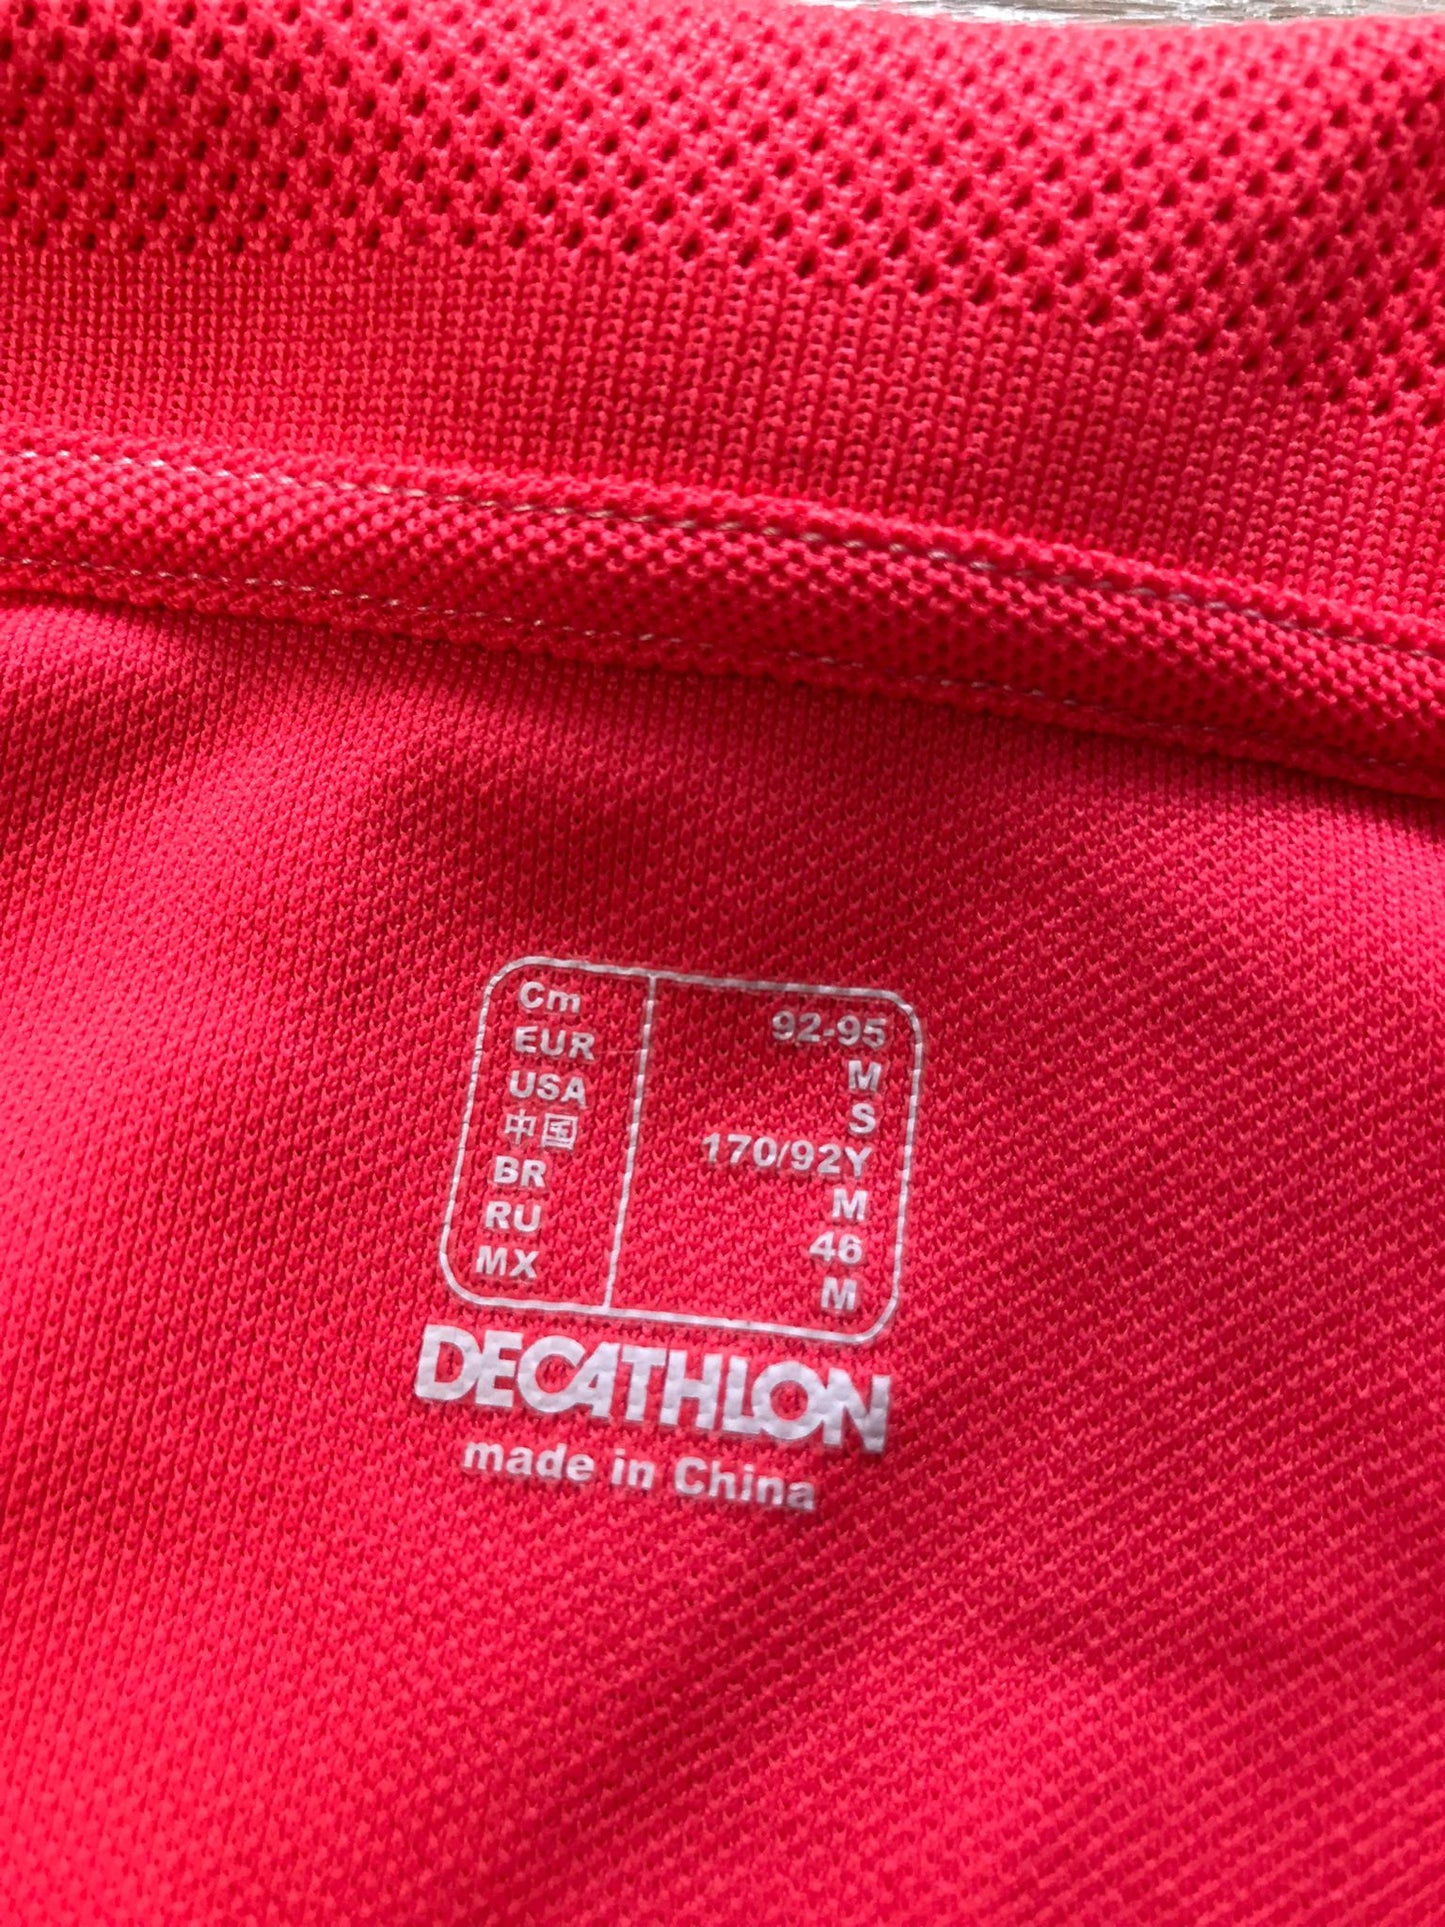 Cm 92-95
EUR M
USA S
中国 170/92Y
BR M
RU 46
MX M
DECATHLON
made in China